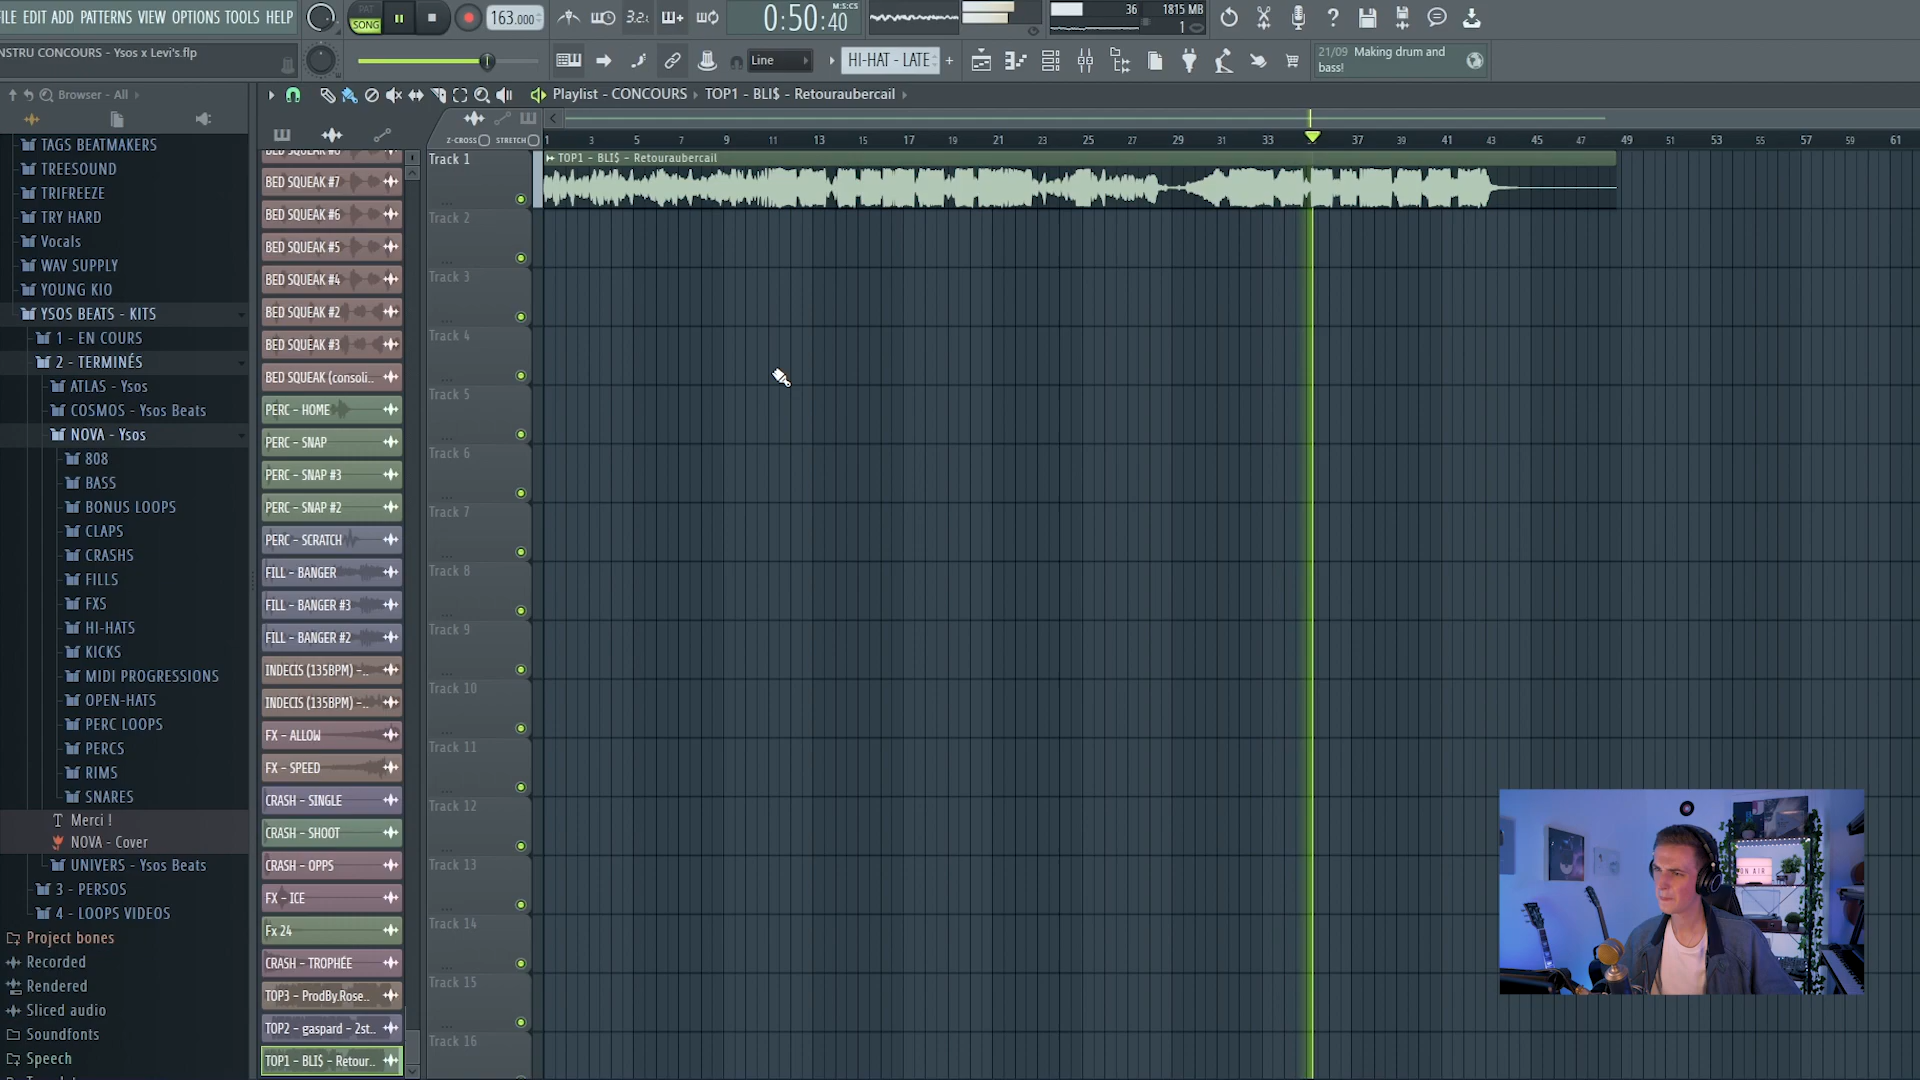 FILE EDIT ADD PATTERNS VIEW OPTIONS TOOLS HELP
PAT
SONG
163.000
3.2
0:50:40
M:S:CS
36
1815 MB
1
NSTRU CONCOURS - Ysos x Levi's.flp
Line
HI-HAT - LATE
21/09 Making drum and
bass!
Browser - All
Playlist - CONCOURS › TOP1 - BLI$ - Retouraubercail
Z-CROSS
STRETCH
1 3 5 7 9 11 13 15 17 19 21 23 25 27 29 31 33 37 39 41 43 45 47 49 51 53 55 57 59 61
TAGS BEATMAKERS
TREESOUND
TRIFREEZE
TRY HARD
Vocals
WAV SUPPLY
YOUNG KIO
YSOS BEATS - KITS
1 - EN COURS
2 - TERMINÉS
ATLAS - Ysos
COSMOS - Ysos Beats
NOVA - Ysos
808
BASS
BONUS LOOPS
CLAPS
CRASHS
FILLS
FXS
HI-HATS
KICKS
MIDI PROGRESSIONS
OPEN-HATS
PERC LOOPS
PERCS
RIMS
SNARES
Merci !
NOVA - Cover
UNIVERS - Ysos Beats
3 - PERSOS
4 - LOOPS VIDEOS
Project bones
Recorded
Rendered
Sliced audio
Soundfonts
Speech
BED SQUEAK #8
BED SQUEAK #7
BED SQUEAK #6
BED SQUEAK #5
BED SQUEAK #4
BED SQUEAK #2
BED SQUEAK #3
BED SQUEAK (consoli..
PERC - HOME
PERC - SNAP
PERC - SNAP #3
PERC - SNAP #2
PERC - SCRATCH
FILL - BANGER
FILL - BANGER #3
FILL - BANGER #2
INDECIS (135BPM) -..
INDECIS (135BPM) -..
FX - ALLOW
FX - SPEED
CRASH - SINGLE
CRASH - SHOOT
CRASH - OPPS
FX - ICE
Fx 24
CRASH - TROPHÉE
TOP3 - ProdBy.Rose..
TOP2 - gaspard - 2st..
TOP1 - BLI$ - Retour..
Track 1
TOP1 - BLI$ - Retouraubercail
Track 2
Track 3
Track 4
Track 5
Track 6
Track 7
Track 8
Track 9
Track 10
Track 11
Track 12
Track 13
Track 14
Track 15
Track 16
ON AIR